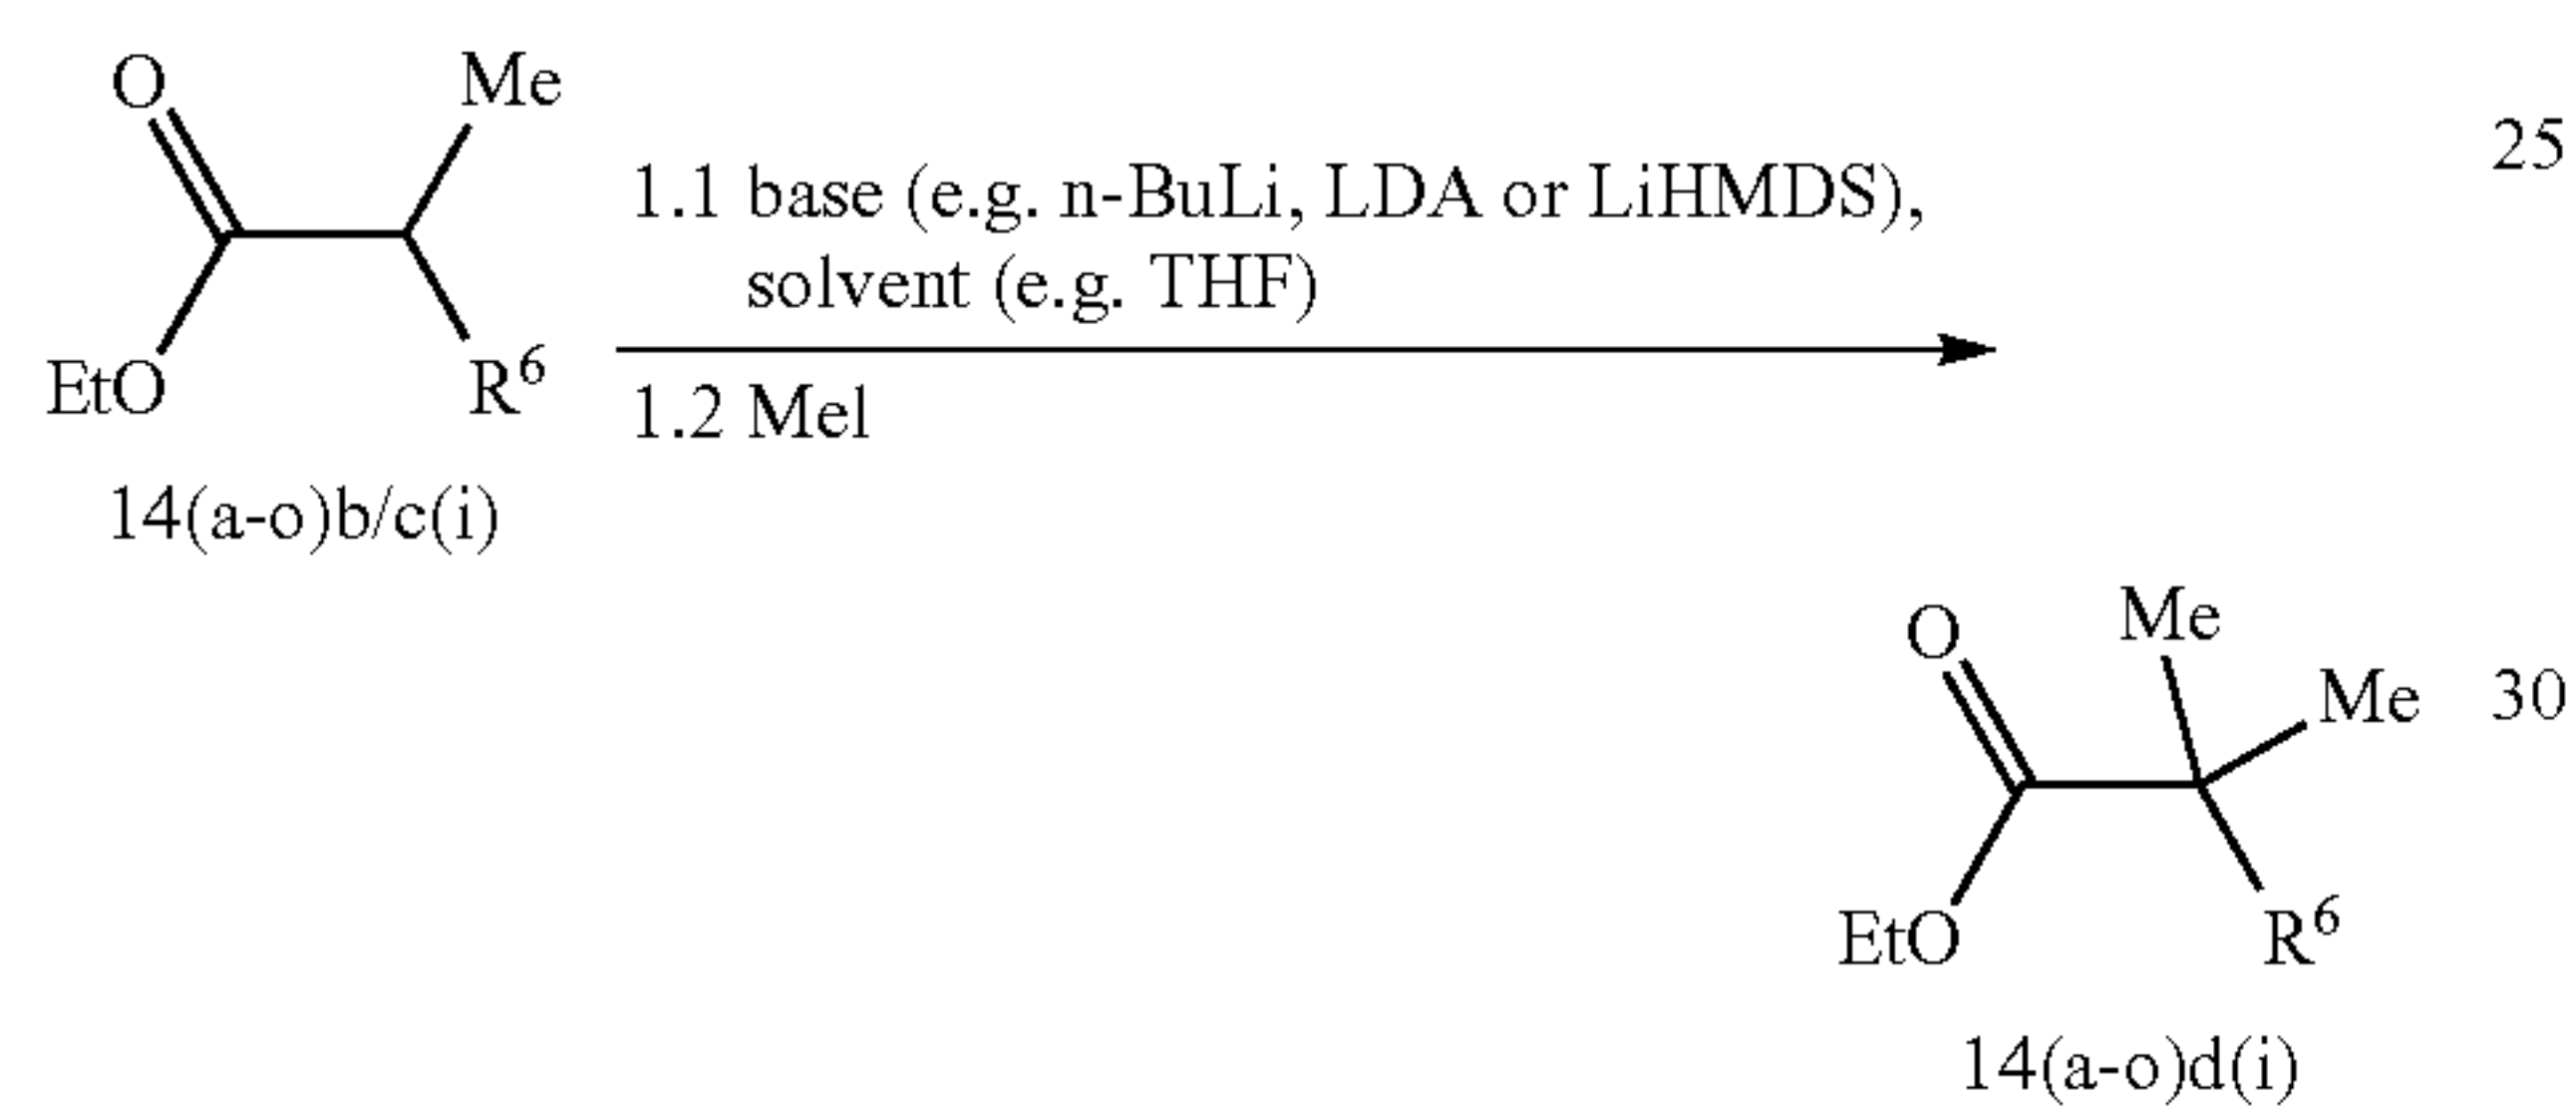 O
Me
25
1.1 base (e.g. n-BuLi, LDA or LiHMDS),
solvent (e.g. THF)
EtO
R⁶
1.2 MeI
14(a-o)b/c(i)
O
Me
Me
30
EtO
R⁶
14(a-o)d(i)